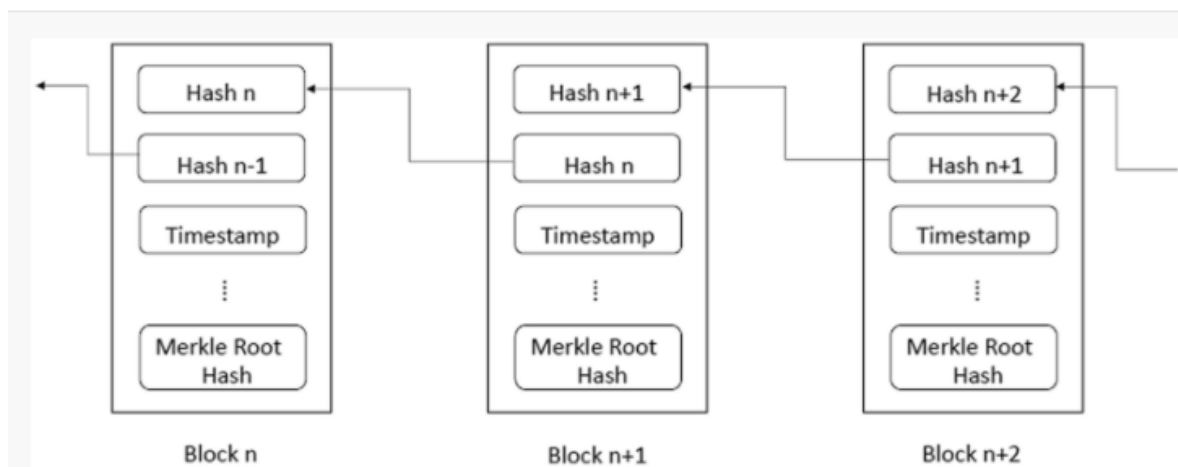 Hash n
Hash n-1
Timestamp
Merkle Root
Hash
Block n
Hash n+1
Hash n
Timestamp
Merkle Root
Hash
Block n+1
Hash n+2
Hash n+1
Timestamp
Merkle Root
Hash
Block n+2